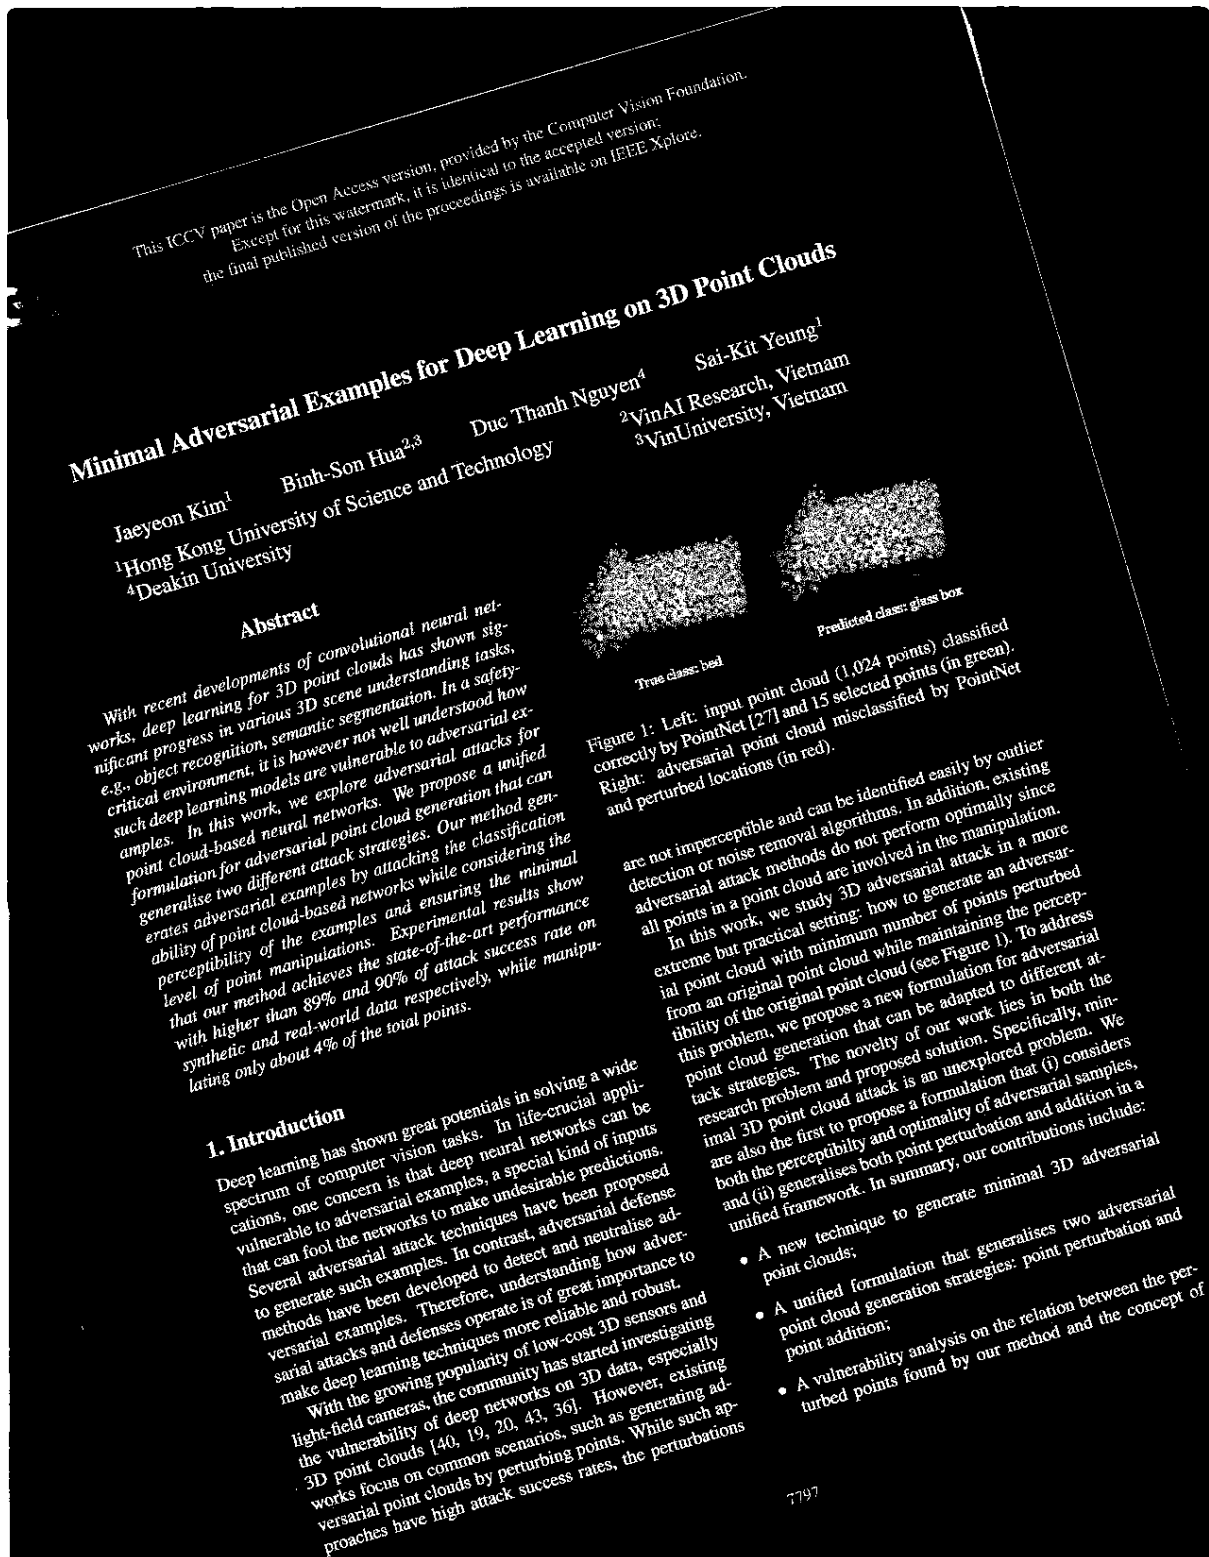 This ICCV paper is the Open Access version, provided by the Computer Vision Foundation.
Except for this watermark, it is identical to the accepted version;
the final published version of the proceedings is available on IEEE Xplore.
Minimal Adversarial Examples for Deep Learning on 3D Point Clouds
Jaeyeon Kim¹ Binh-Son Hua²,³ Duc Thanh Nguyen⁴ Sai-Kit Yeung¹
¹Hong Kong University of Science and Technology ²VinAI Research, Vietnam
⁴Deakin University ³VinUniversity, Vietnam
Abstract
With recent developments of convolutional neural net-
works, deep learning for 3D point clouds has shown sig-
nificant progress in various 3D scene understanding tasks,
e.g., object recognition, semantic segmentation. In a safety-
critical environment, it is however not well understood how
such deep learning models are vulnerable to adversarial ex-
amples. In this work, we explore adversarial attacks for
point cloud-based neural networks. We propose a unified
formulation for adversarial point cloud generation that can
generalise two different attack strategies. Our method gen-
erates adversarial examples by attacking the classification
ability of point cloud-based networks while considering the
perceptibility of the examples and ensuring the minimal
level of point manipulations. Experimental results show
that our method achieves the state-of-the-art performance
with higher than 89% and 90% of attack success rate on
synthetic and real-world data respectively, while manipu-
lating only about 4% of the total points.
1. Introduction
Deep learning has shown great potentials in solving a wide
spectrum of computer vision tasks. In life-crucial appli-
cations, one concern is that deep neural networks can be
vulnerable to adversarial examples, a special kind of inputs
that can fool the networks to make undesirable predictions.
Several adversarial attack techniques have been proposed
to generate such examples. In contrast, adversarial defense
methods have been developed to detect and neutralise ad-
versarial examples. Therefore, understanding how adver-
sarial attacks and defenses operate is of great importance to
make deep learning techniques more reliable and robust.
With the growing popularity of low-cost 3D sensors and
light-field cameras, the community has started investigating
the vulnerability of deep networks on 3D data, especially
3D point clouds [40, 19, 20, 43, 36]. However, existing
works focus on common scenarios, such as generating ad-
versarial point clouds by perturbing points. While such ap-
proaches have high attack success rates, the perturbations
True class: bed
Predicted class: glass box
Figure 1: Left: input point cloud (1,024 points) classified
correctly by PointNet [27] and 15 selected points (in green).
Right: adversarial point cloud misclassified by PointNet
and perturbed locations (in red).
are not imperceptible and can be identified easily by outlier
detection or noise removal algorithms. In addition, existing
adversarial attack methods do not perform optimally since
all points in a point cloud are involved in the manipulation.
In this work, we study 3D adversarial attack in a more
extreme but practical setting: how to generate an adversar-
ial point cloud with minimum number of points perturbed
from an original point cloud while maintaining the percep-
tibility of the original point cloud (see Figure 1). To address
this problem, we propose a new formulation for adversarial
point cloud generation that can be adapted to different at-
tack strategies. The novelty of our work lies in both the
research problem and proposed solution. Specifically, min-
imal 3D point cloud attack is an unexplored problem. We
are also the first to propose a formulation that (i) considers
both the perceptibilty and optimality of adversarial samples,
and (ii) generalises both point perturbation and addition in a
unified framework. In summary, our contributions include:
• A new technique to generate minimal 3D adversarial
point clouds;
• A unified formulation that generalises two adversarial
point cloud generation strategies: point perturbation and
point addition;
• A vulnerability analysis on the relation between the per-
turbed points found by our method and the concept of
7797